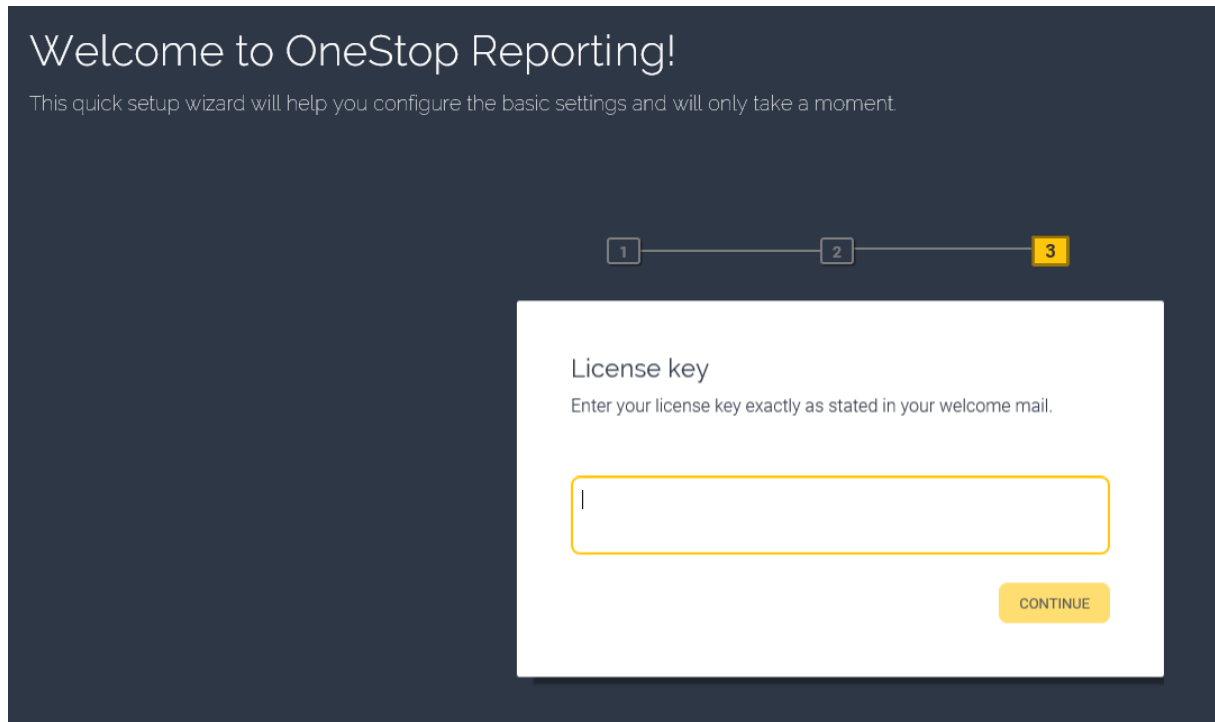 Welcome to OneStop Reporting!
This quick setup wizard will help you configure the basic settings and will only take a moment.
1 2 3
License key
Enter your license key exactly as stated in your welcome mail.
CONTINUE